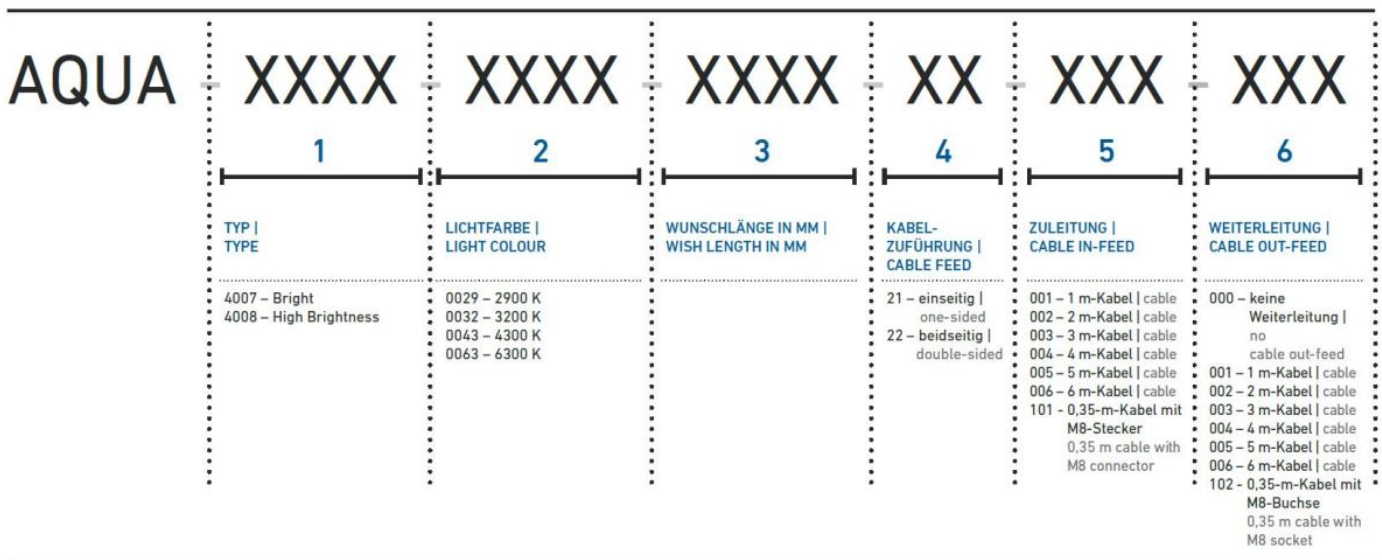 AQUA - XXXX - XXXX - XXXX - XX - XXX - XXX
1
2
3
4
5
6
TYP |
TYPE
LICHTFARBE |
LIGHT COLOUR
WUNSCHLÄNGE IN MM |
WISH LENGTH IN MM
KABEL-
ZUFÜHRUNG |
CABLE FEED
ZULEITUNG |
CABLE IN-FEED
WEITERLEITUNG |
CABLE OUT-FEED
4007 – Bright
4008 – High Brightness
0029 – 2900 K
0032 – 3200 K
0043 – 4300 K
0063 – 6300 K
21 – einseitig |
one-sided
22 – beidseitig |
double-sided
001 – 1 m-Kabel | cable
002 – 2 m-Kabel | cable
003 – 3 m-Kabel | cable
004 – 4 m-Kabel | cable
005 – 5 m-Kabel | cable
006 – 6 m-Kabel | cable
101 - 0,35-m-Kabel mit
M8-Stecker
0,35 m cable with
M8 connector
000 – keine
Weiterleitung |
no
cable out-feed
001 – 1 m-Kabel | cable
002 – 2 m-Kabel | cable
003 – 3 m-Kabel | cable
004 – 4 m-Kabel | cable
005 – 5 m-Kabel | cable
006 – 6 m-Kabel | cable
102 - 0,35-m-Kabel mit
M8-Buchse
0,35 m cable with
M8 socket